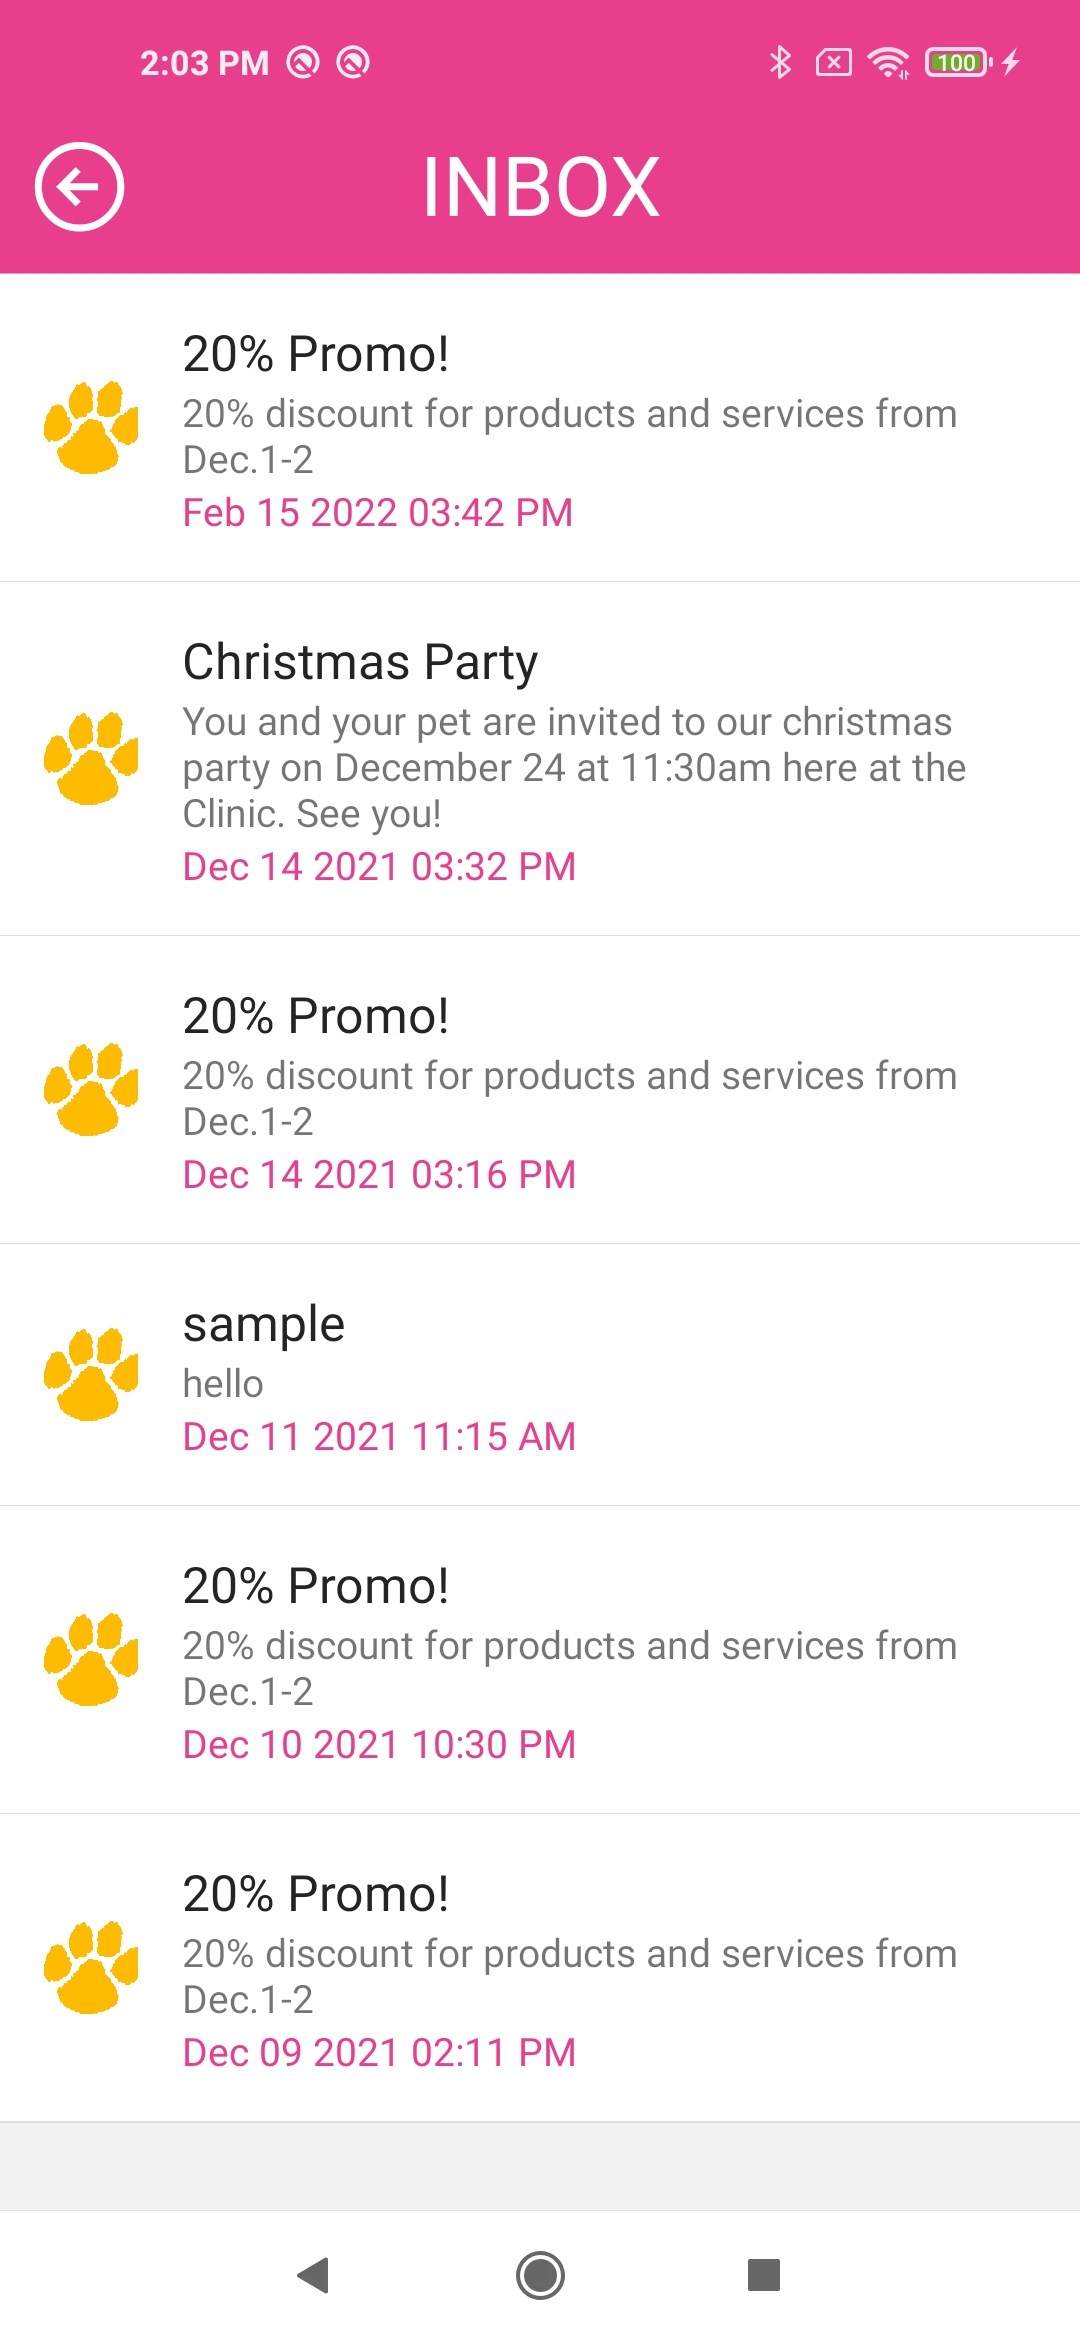 2:03 PM
100
INBOX
20% Promo!
20% discount for products and services from
Dec.1-2
Feb 15 2022 03:42 PM
Christmas Party
You and your pet are invited to our christmas
party on December 24 at 11:30am here at the
Clinic. See you!
Dec 14 2021 03:32 PM
20% Promo!
20% discount for products and services from
Dec.1-2
Dec 14 2021 03:16 PM
sample
hello
Dec 11 2021 11:15 AM
20% Promo!
20% discount for products and services from
Dec.1-2
Dec 10 2021 10:30 PM
20% Promo!
20% discount for products and services from
Dec.1-2
Dec 09 2021 02:11 PM